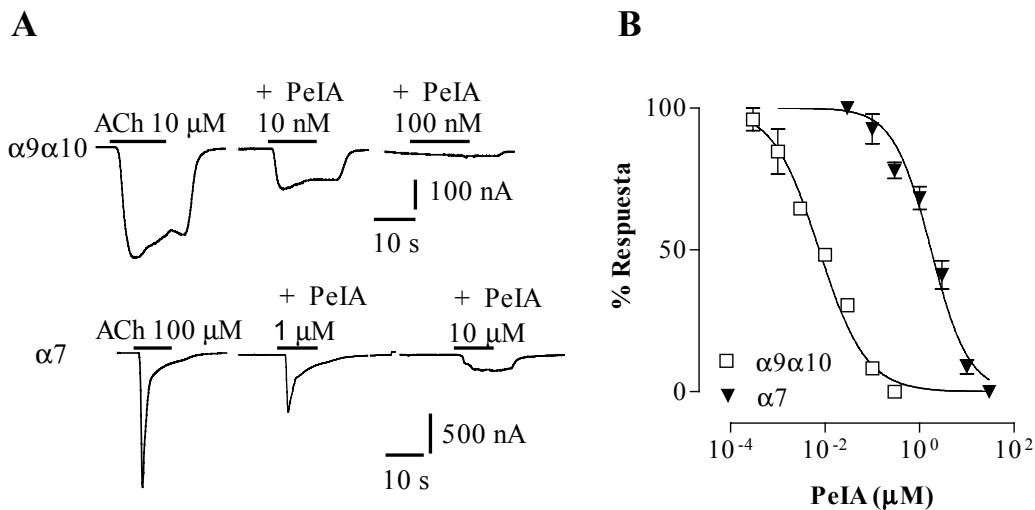 A
+ PeIA
+ PeIA
ACh 10 μM
10 nM
100 nM
α9α10
100 nA
10 s
+ PeIA
+ PeIA
ACh 100 μM
1 μM
10 μM
α7
500 nA
10 s
B
% Respuesta
100
50
0
α9α10
α7
10⁻⁴
10⁻²
10⁰
10²
PeIA (μM)